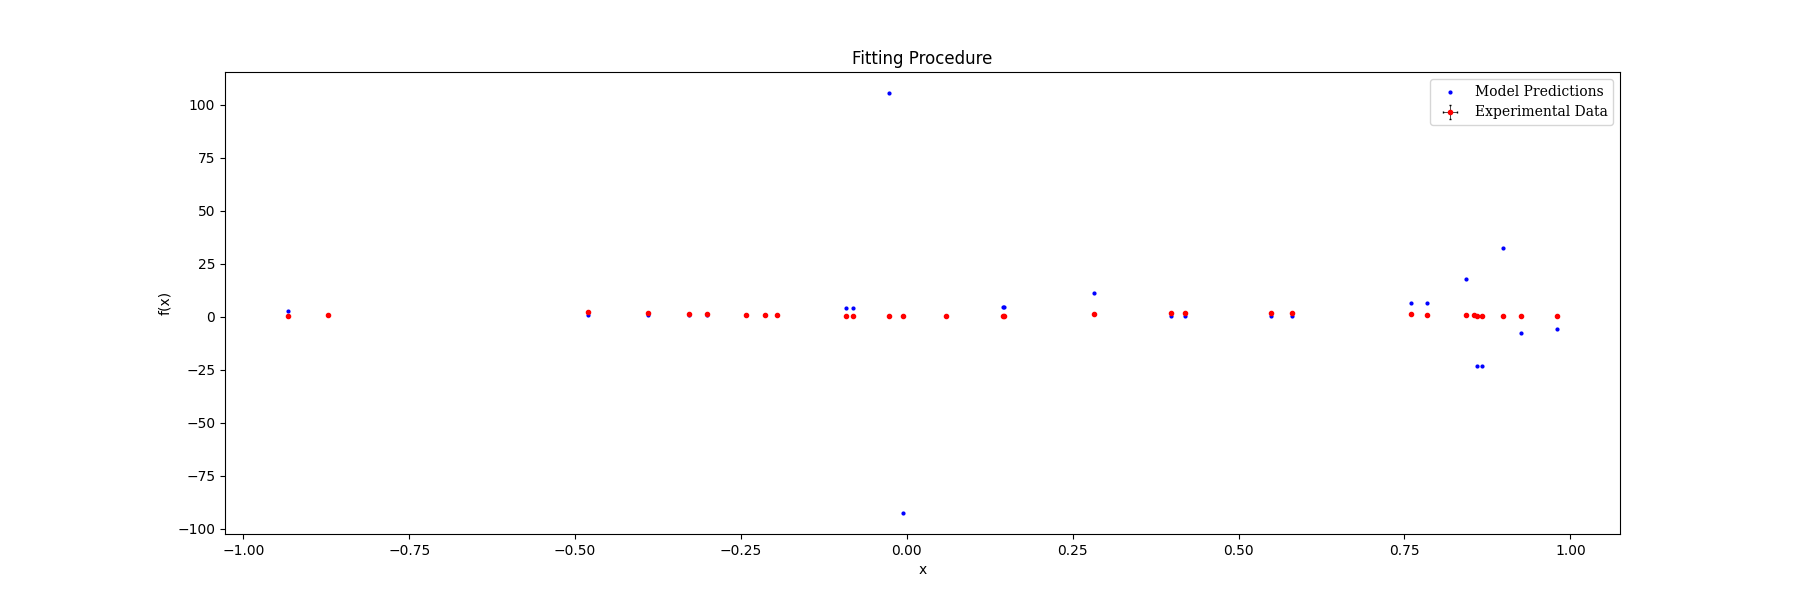 Fitting Procedure
Model Predictions
Experimental Data
f(x)
100
75
50
25
0
−25
−50
−75
−100
−1.00 −0.75 −0.50 −0.25 0.00 0.25 0.50 0.75 1.00
x